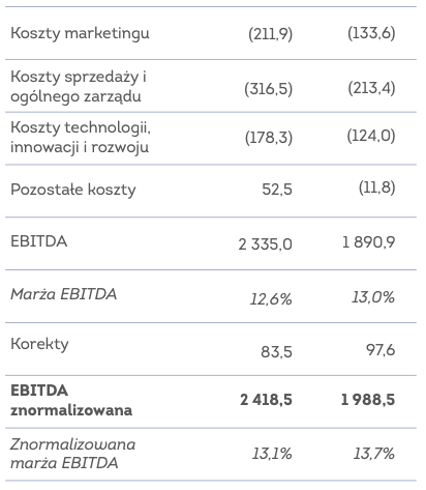 Koszty marketingu (211,9) (133,6)
Koszty sprzedaży i
ogólnego zarządu (316,5) (213,4)
Koszty technologii,
innowacji i rozwoju (178,3) (124,0)
Pozostałe koszty 52,5 (11,8)
EBITDA 2 335,0 1 890,9
Marża EBITDA 12,6% 13,0%
Korekty 83,5 97,6
EBITDA
znormalizowana 2 418,5 1 988,5
Znormalizowana
marża EBITDA 13,1% 13,7%